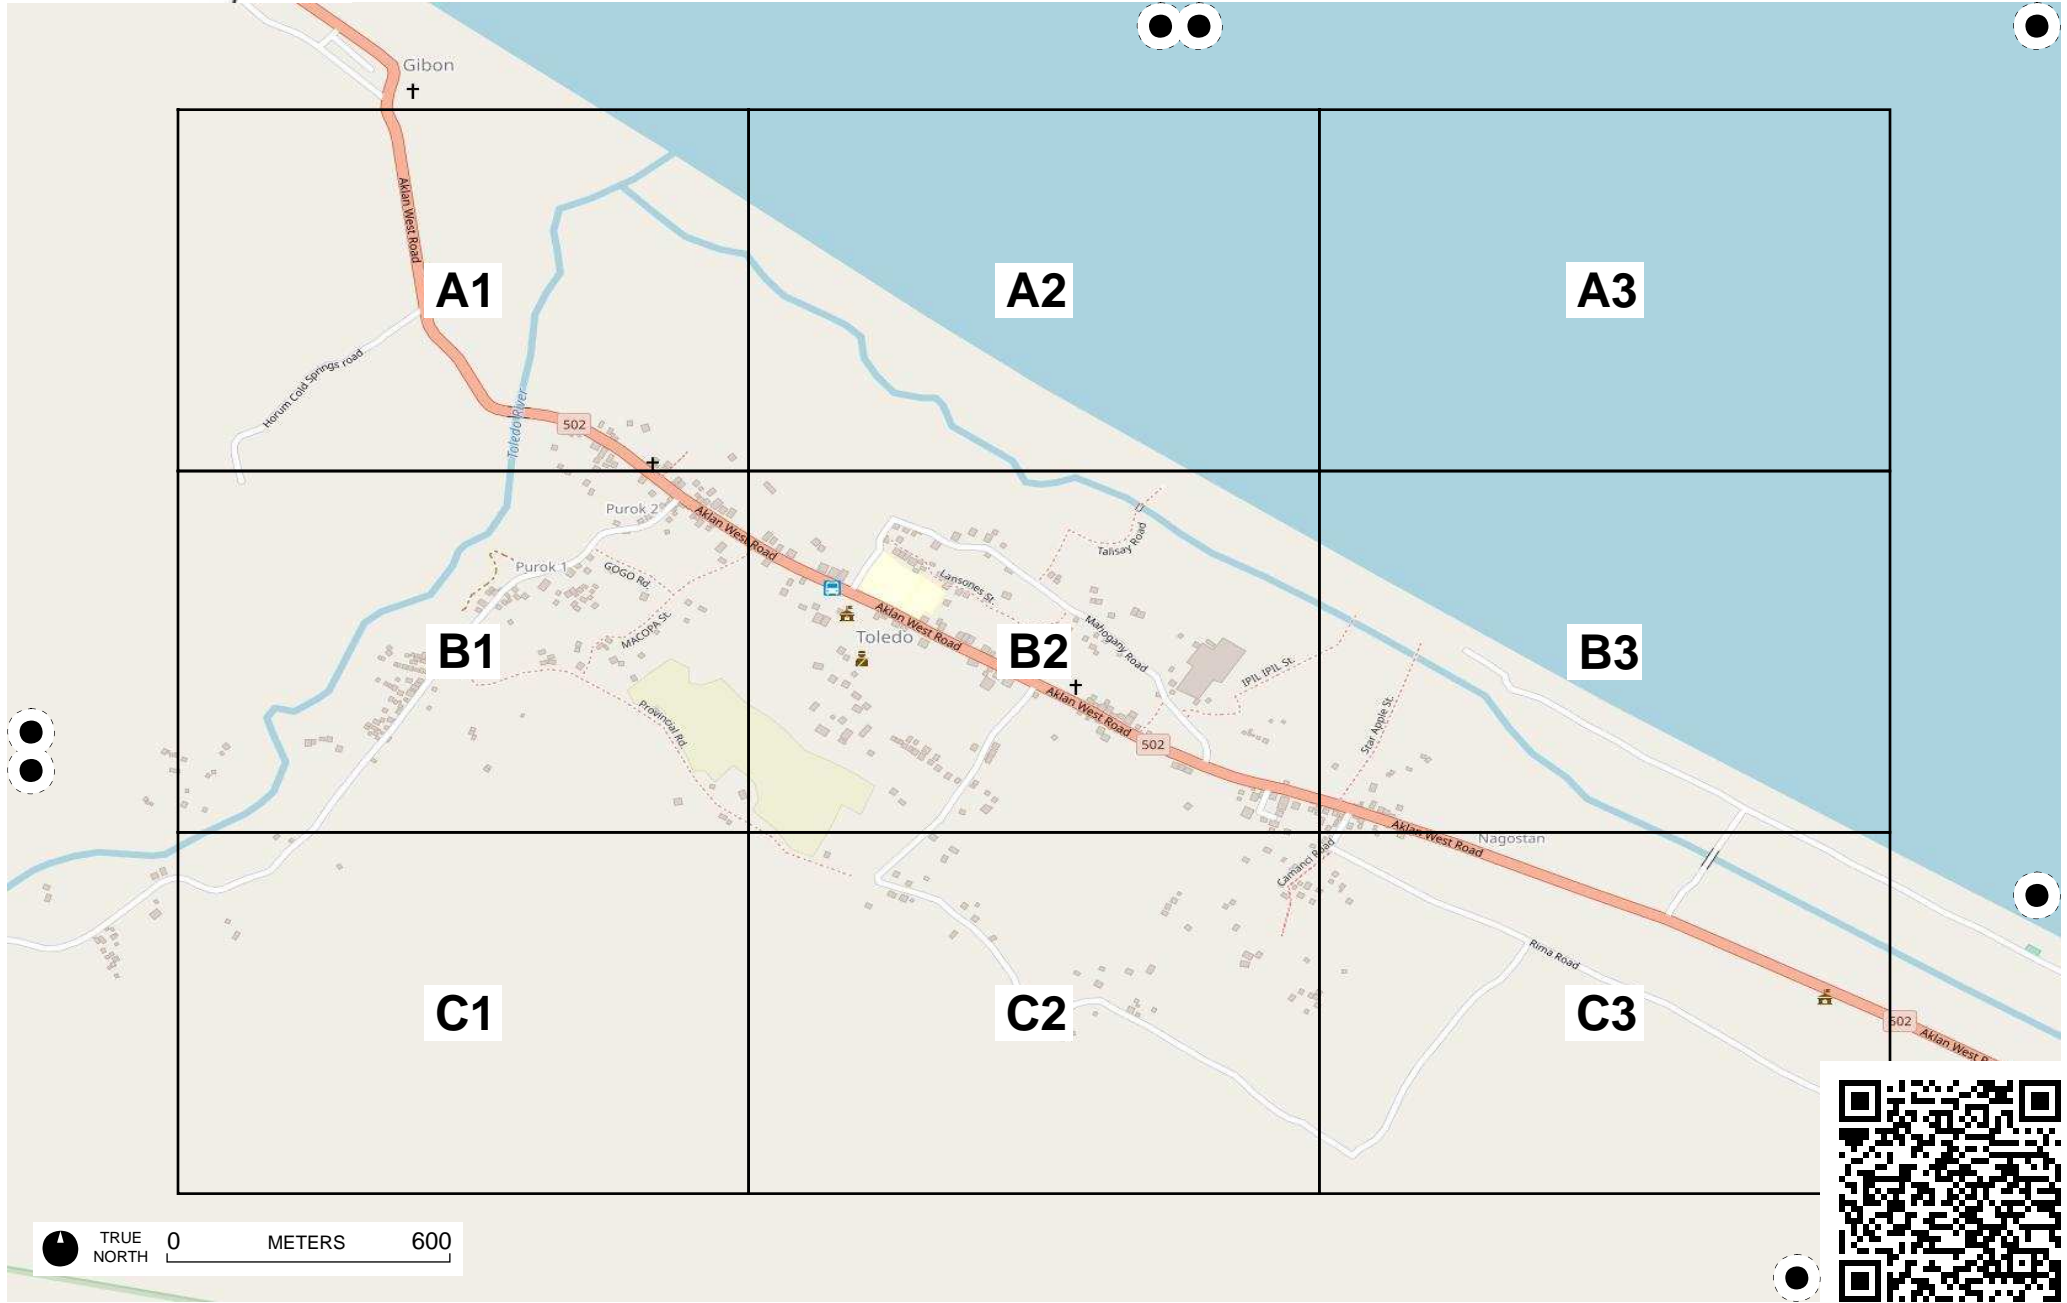 Gibon
Aklan West Road
A1
A2
A3
Horum Cold Springs road
Toledo River
502
Purok 2
Aklan West Road
Purok 1
GOGO Rd.
MACOPA St.
Lansones St.
Talisay Road
Aklan West Road
Toledo
Mahogany Road
B1
B2
B3
IPIL IPIL St.
Aklan West Road
Provincial Rd.
Star Apple St.
502
Aklan West Road
Nagostan
Camanci Road
Rima Road
C1
C2
C3
502
Aklan West R
TRUE NORTH
0 METERS 600